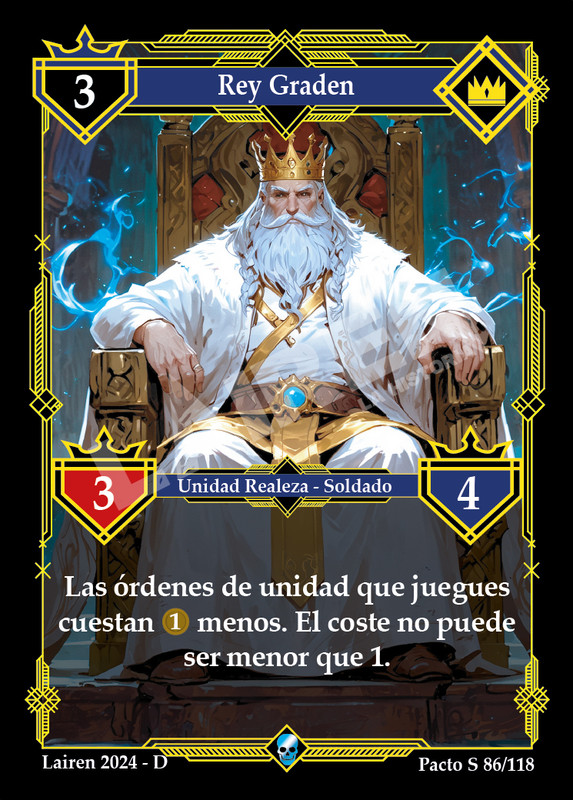 3
Rey Graden
3
Unidad Realeza - Soldado
4
Las órdenes de unidad que juegues
cuestan 1 menos. El coste no puede
ser menor que 1.
Lairen 2024 - D
Pacto S 86/118